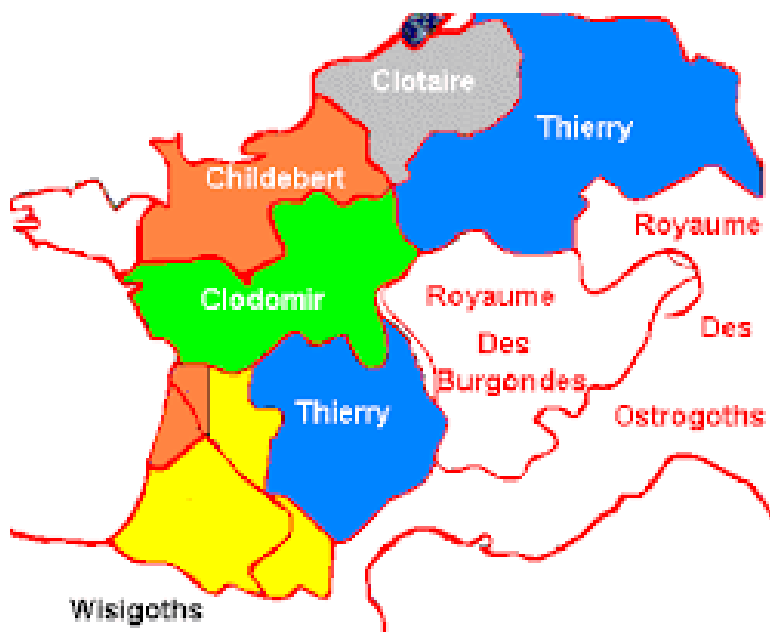 Clotaire
Thierry
Childebert
Royaume
Clodomir
Royaume
Des
Des
Burgondes
Thierry
Ostrogoths
Wisigoths